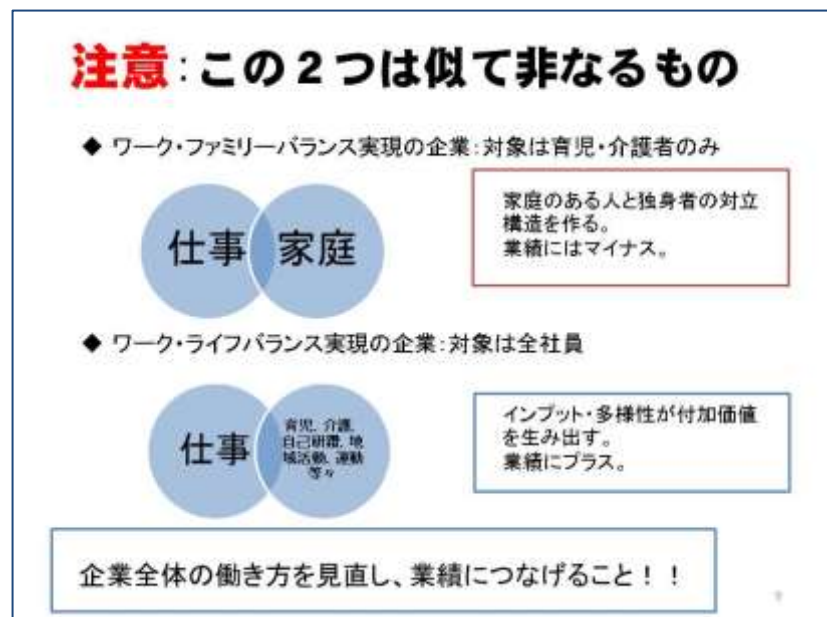 注意：この２つは似て非なるもの
◆ ワーク・ファミリーバランス実現の企業：対象は育児・介護者のみ
仕事
家庭
家庭のある人と独身者の対立
構造を作る。
業績にはマイナス。
◆ ワーク・ライフバランス実現の企業：対象は全社員
仕事
育児、介護、
自己研鑽、地
域活動、運動
等々
インプット・多様性が付加価値
を生み出す。
業績にプラス。
企業全体の働き方を見直し、業績につなげること！！